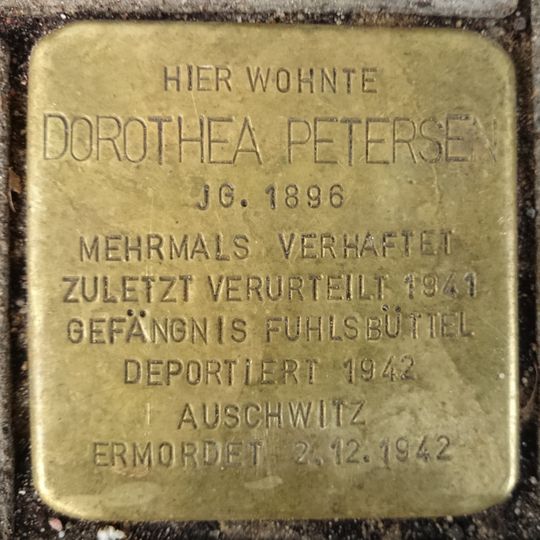 HIER WOHNTE
DOROTHEA PETERSEN
JG. 1896
MEHRMALS VERHAFTET
ZULETZT VERURTEILT 1941
GEFÄNGNIS FUHLSBÜTTEL
DEPORTIERT 1942
AUSCHWITZ
ERMORDET 2.12.1942